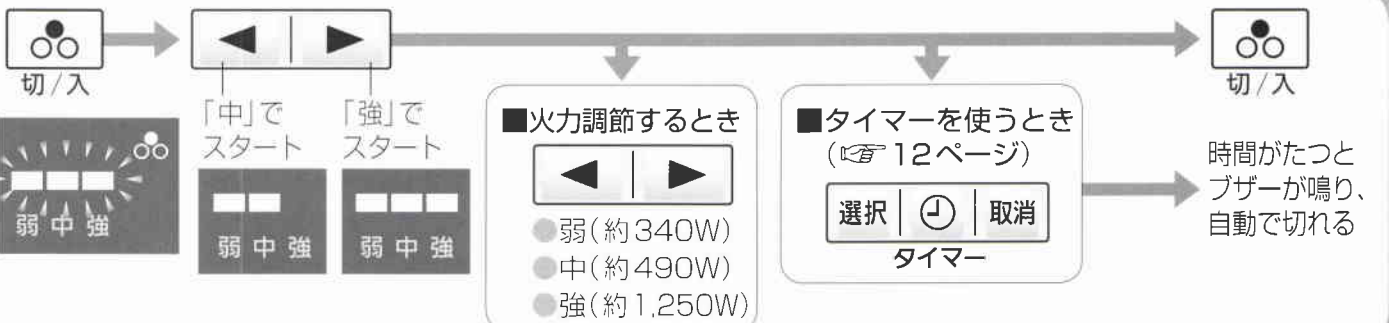 切/入
弱 中 強
◀ ▶
「中」で
スタート
弱 中 強
「強」で
スタート
弱 中 強
■火力調節するとき
◀ ▶
●弱(約340W)
●中(約490W)
●強(約1,250W)
■タイマーを使うとき
(☞12ページ)
選択 取消
タイマー
切/入
時間がたつと
ブザーが鳴り、
自動で切れる